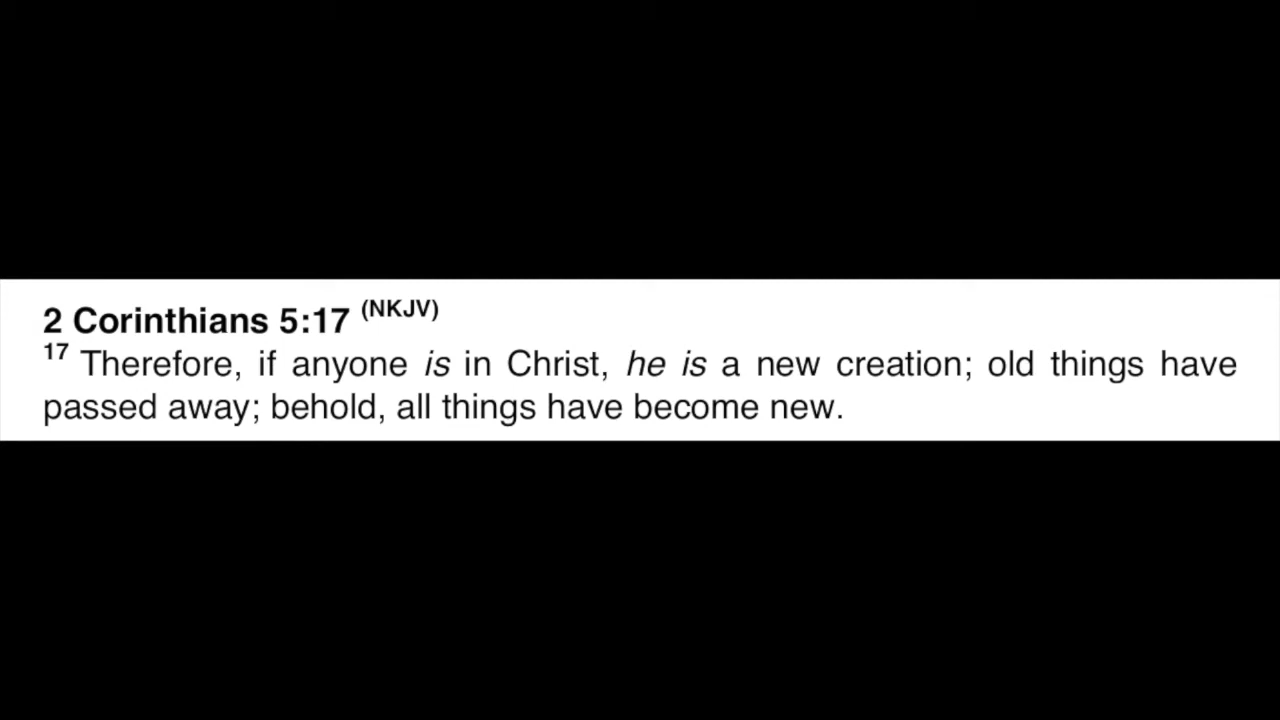 2 Corinthians 5:17 (NKJV)
17 Therefore, if anyone is in Christ, he is a new creation; old things have
passed away; behold, all things have become new.